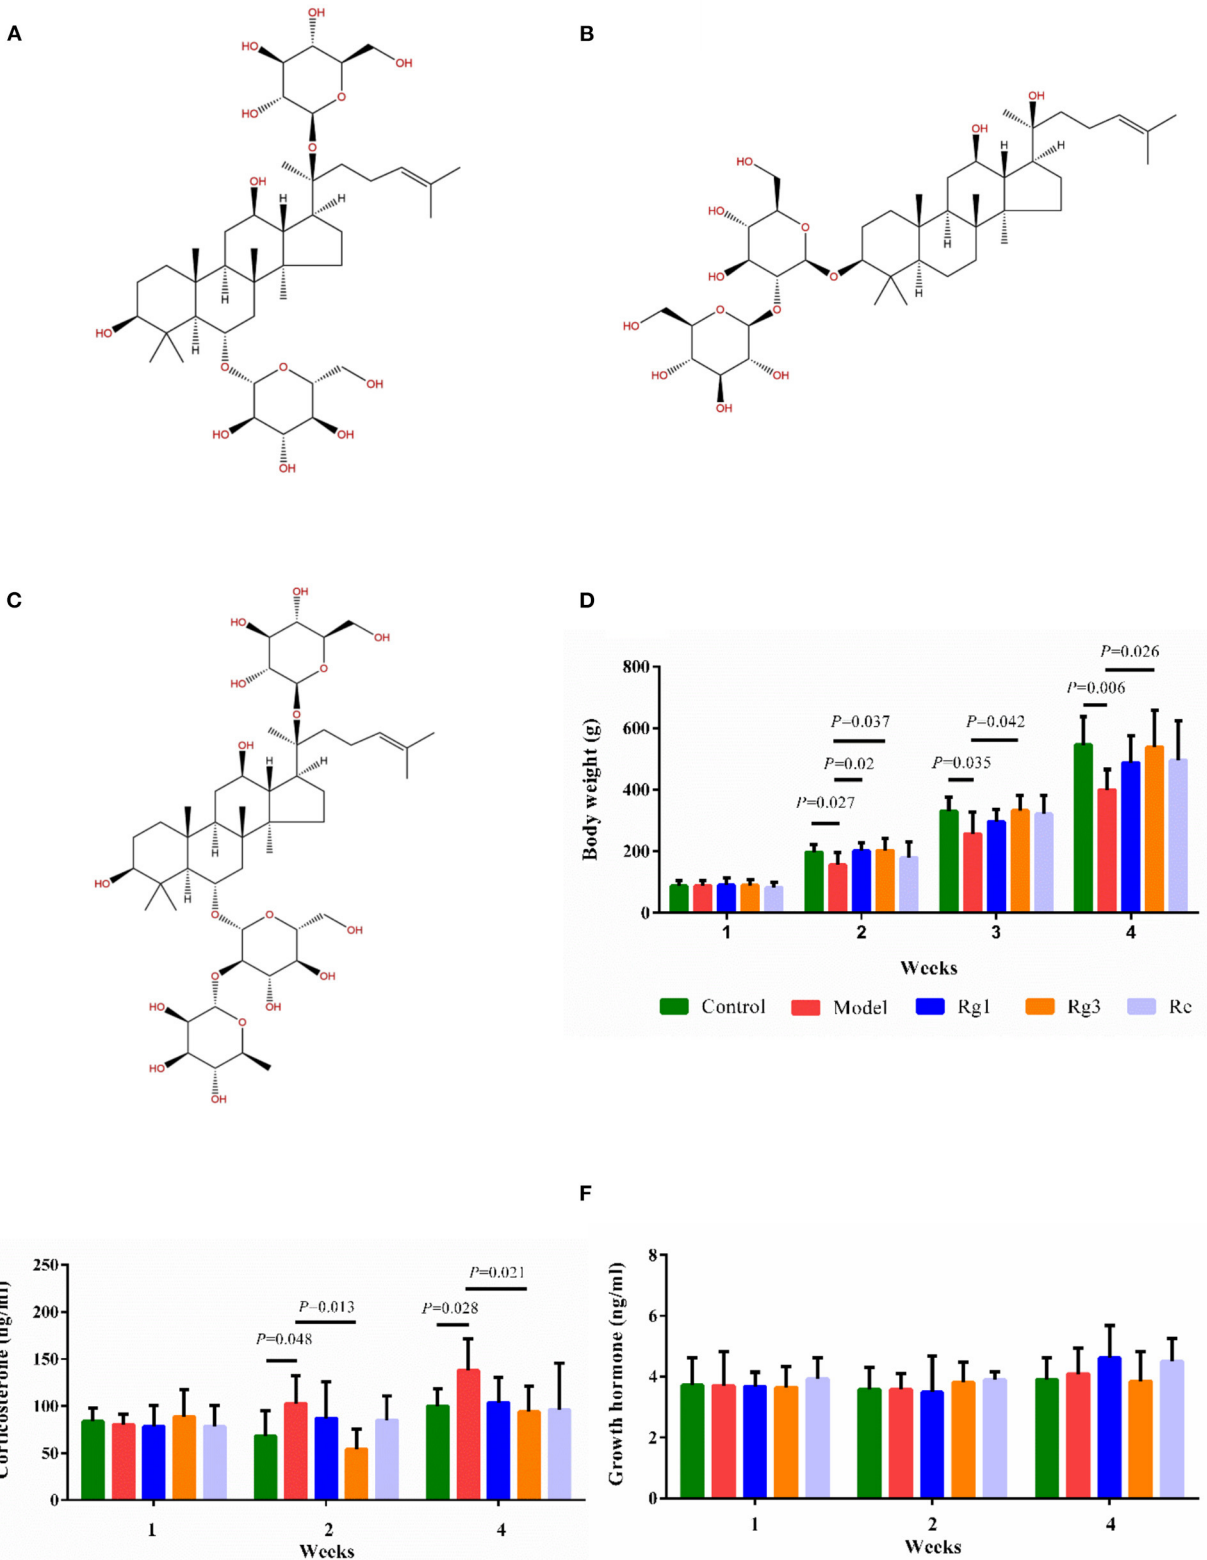 A
OH
HO
OH
HO
O
HO
O
OH
H
H
H
HO
H
O
O
OH
HO
OH
OH
B
OH
OH
H
H
HO
HO
O
HO
O
H
H
O
HO
O
HO
OH
OH
C
OH
HO
OH
HO
O
O
OH
H
H
H
HO
H
O
O
OH
O
OH
HO
OH
O
HO
OH
D
P=0.026
P=0.006
P=0.037
P=0.042
P=0.02
P=0.035
P=0.027
Body weight (g)
800
600
400
200
0
1 2 3 4
Weeks
Control Model Rg1 Rg3 Re
250
200
150
100
50
0
P=0.021
P=0.013
P=0.028
P=0.048
1 2 4
Weeks
F
Growth hormone (ng/ml)
8
6
4
2
0
1 2 4
Weeks